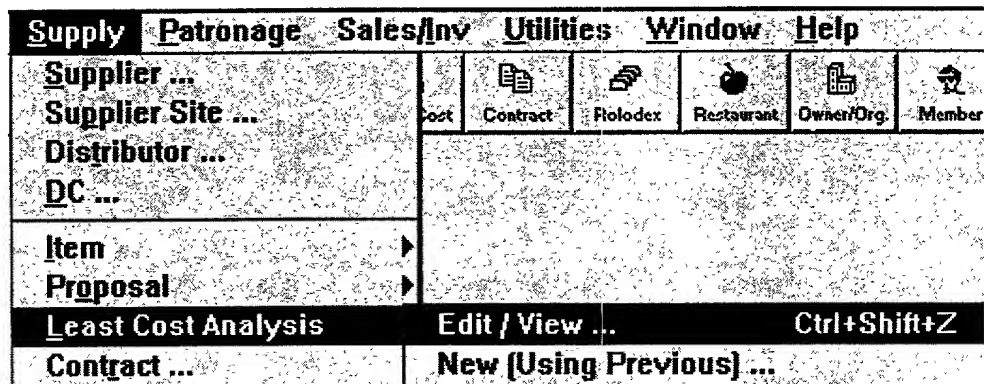 Supply Patronage Sales/Inv Utilities Window Help
Supplier ...
Supplier Site ...
Cost Contract Rolodex Restaurant Owner/Org. Member
Distributor ...
DC ...
Item
Proposal
Least Cost Analysis Edit / View ... Ctrl+Shift+Z
Contract ... New (Using Previous) ...